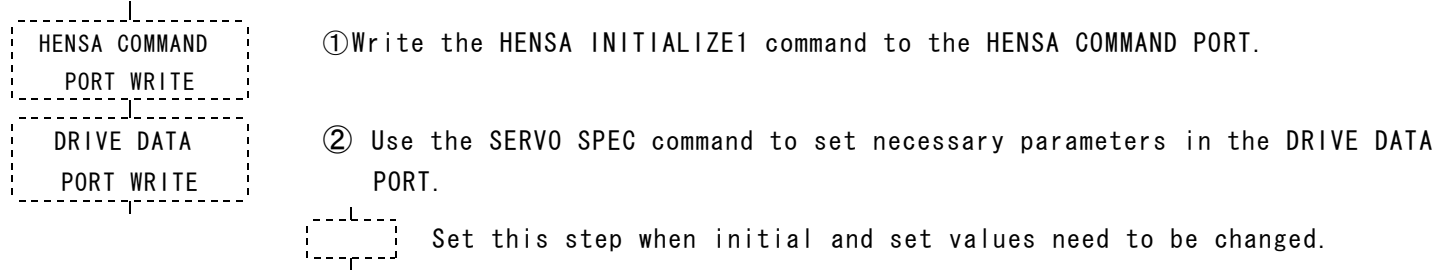 HENSA COMMAND
PORT WRITE
①Write the HENSA INITIALIZE1 command to the HENSA COMMAND PORT.
DRIVE DATA
PORT WRITE
② Use the SERVO SPEC command to set necessary parameters in the DRIVE DATA
PORT.
Set this step when initial and set values need to be changed.